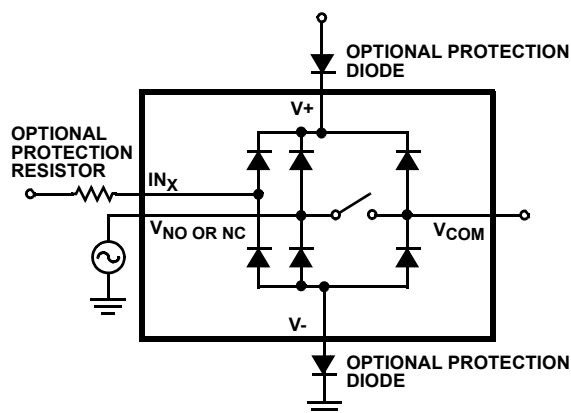 OPTIONAL PROTECTION
DIODE
V+
OPTIONAL
PROTECTION
RESISTOR
INX
VNO OR NC
VCOM
V-
OPTIONAL PROTECTION
DIODE